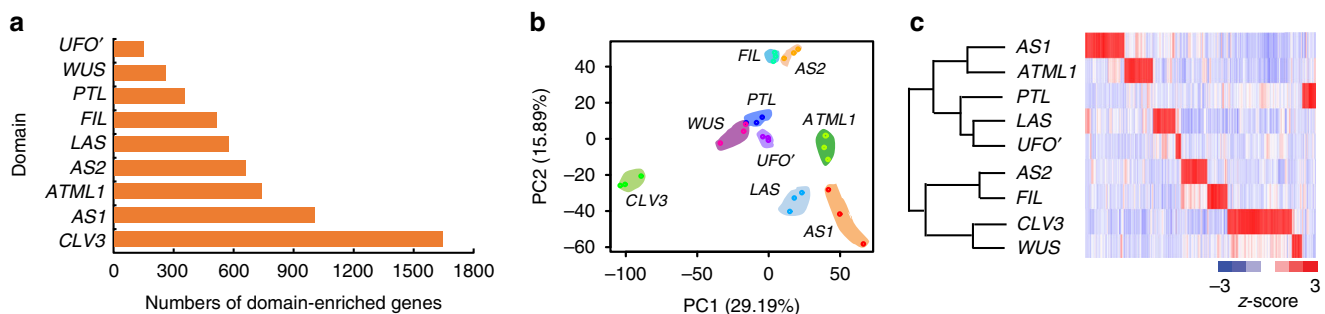 a
Domain
UFO′
WUS
PTL
FIL
LAS
AS2
ATML1
AS1
CLV3
0 300 600 900 1200 1500 1800
Numbers of domain-enriched genes
b
PC2 (15.89%)
40
20
0
−20
−40
−60
FIL
AS2
PTL
WUS
ATML1
UFO′
CLV3
LAS
AS1
−100 −50 0 50
PC1 (29.19%)
c
AS1
ATML1
PTL
LAS
UFO′
AS2
FIL
CLV3
WUS
−3 3
z-score